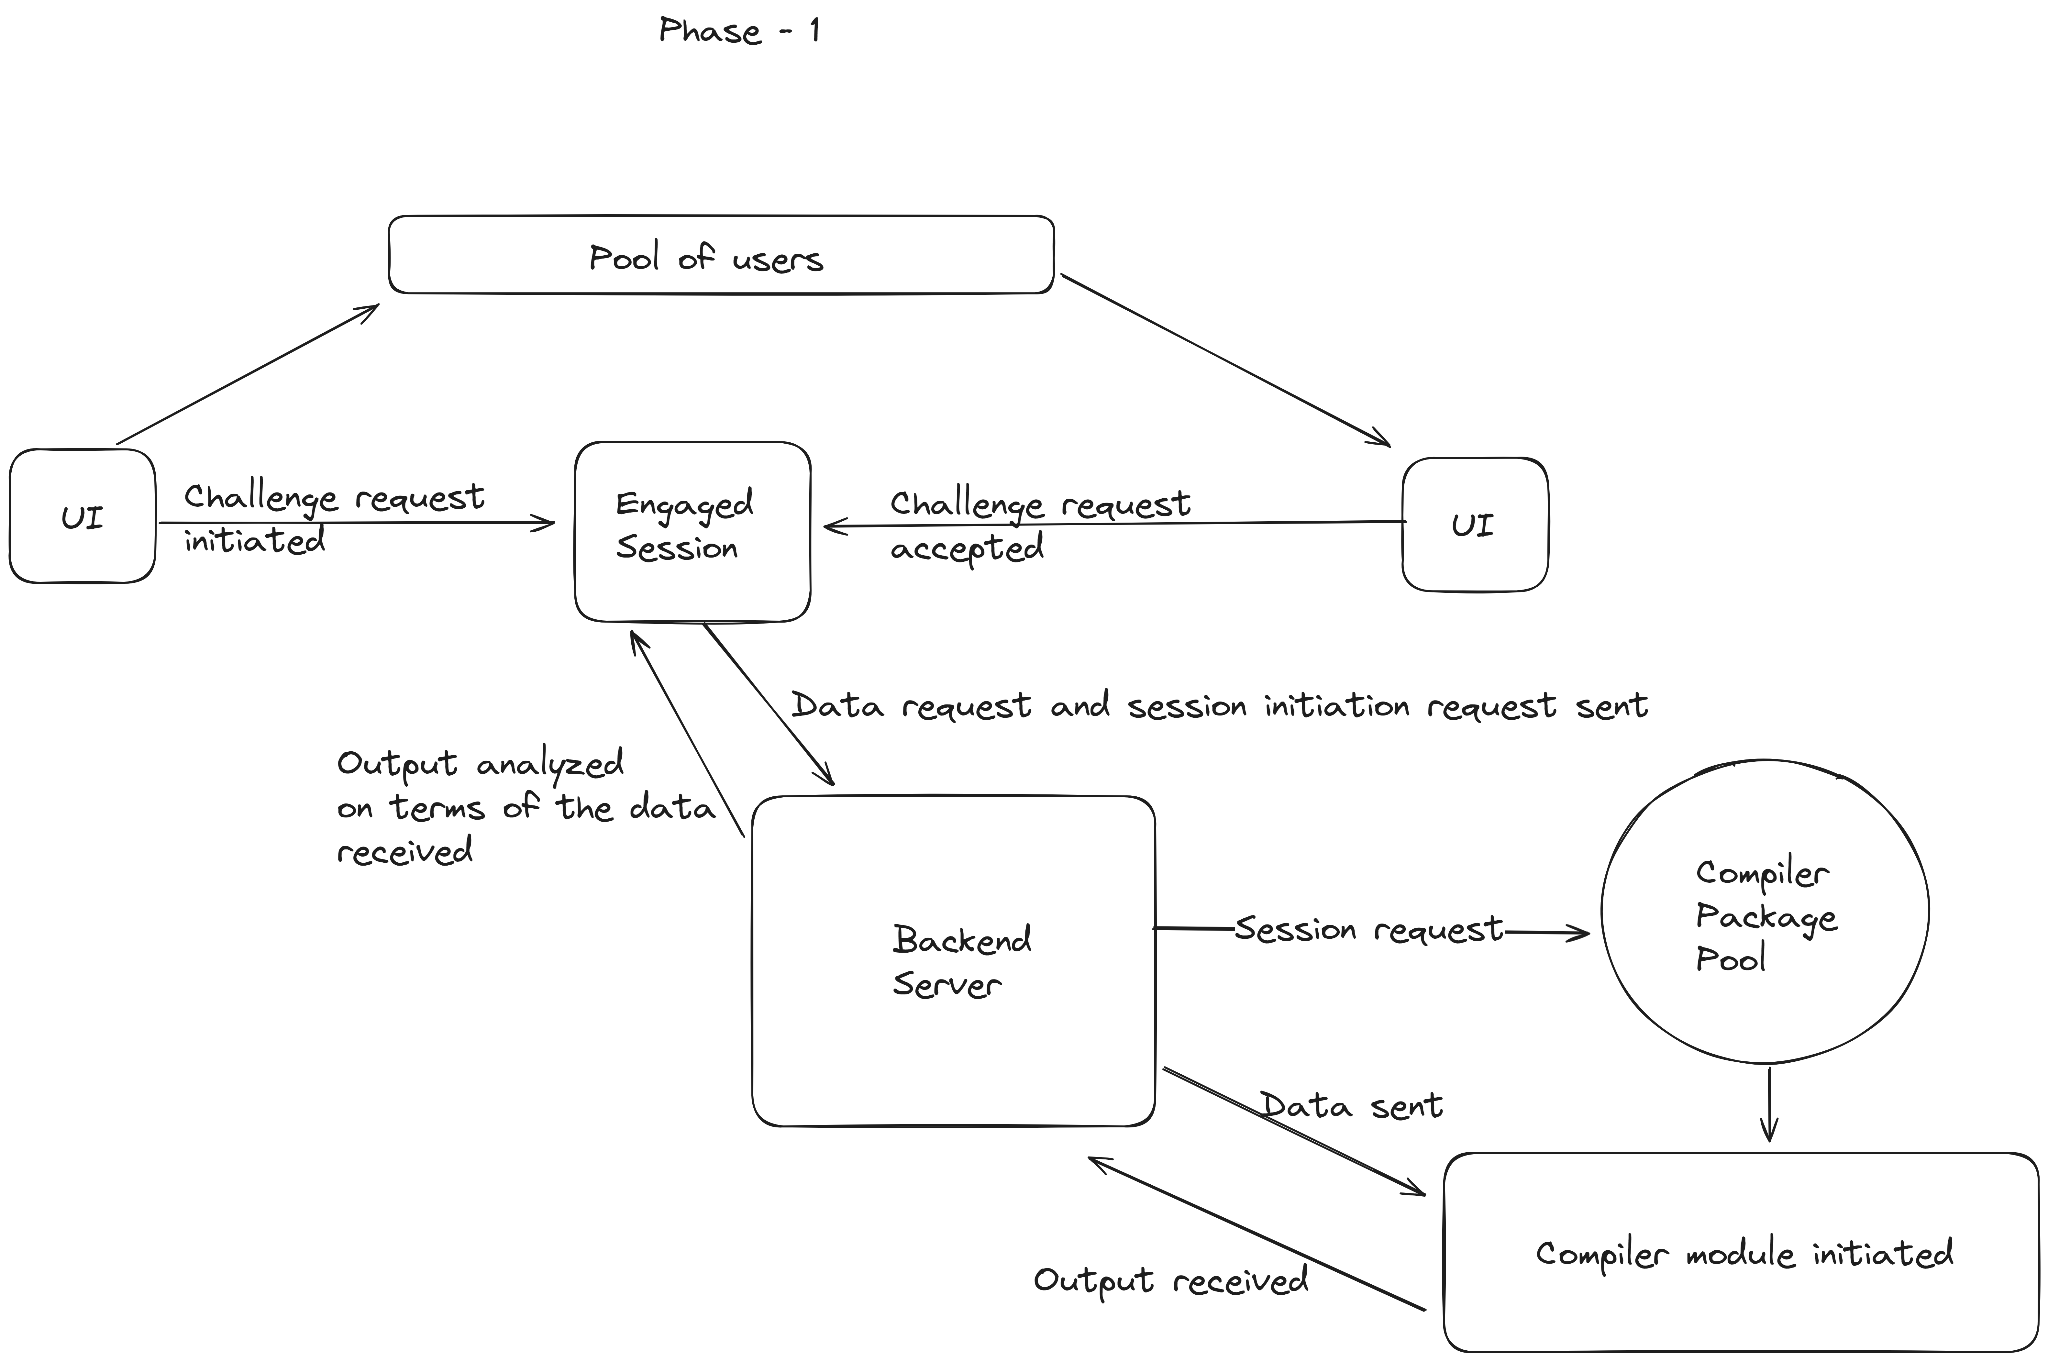 Phase - 1
Pool of users
UI
Challenge request
initiated
Engaged
Session
Challenge request
accepted
UI
Data request and session initiation request sent
Output analyzed
on terms of the data
received
Backend
Server
Session request
Compiler
Package
Pool
Data sent
Output received
Compiler module initiated